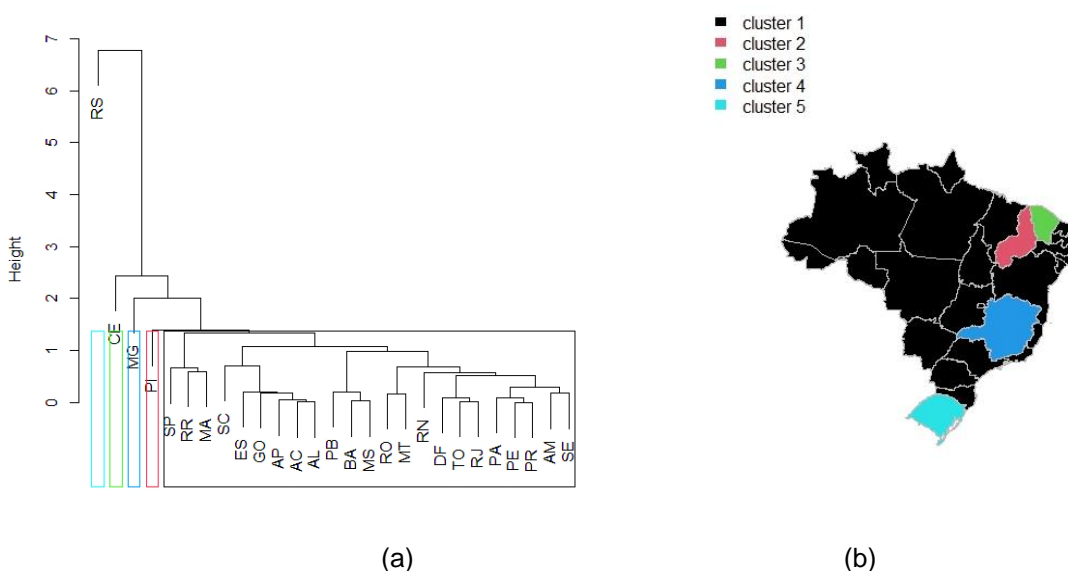 7
6
5
4
3
2
1
0
Height
RS
CE
MG
PI
SP
RR
MA
SC
ES
GO
AP
AC
AL
PB
BA
MS
RO
MT
RN
DF
TO
RJ
PA
PE
PR
AM
SE
(a)
cluster 1
cluster 2
cluster 3
cluster 4
cluster 5
(b)